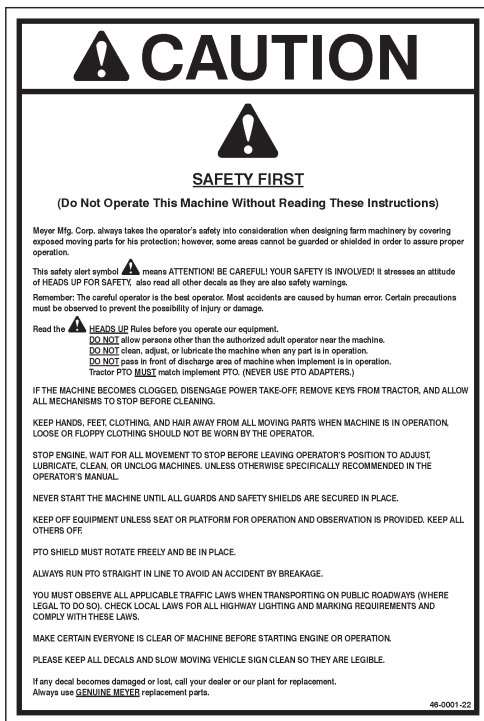 CAUTION
SAFETY FIRST
(Do Not Operate This Machine Without Reading These Instructions)
Meyer Mfg. Corp. always takes the operator's safety into consideration when designing farm machinery by covering
exposed moving parts for his protection; however, some areas cannot be guarded or shielded in order to assure proper
operation.
This safety alert symbol means ATTENTION! BE CAREFUL! YOUR SAFETY IS INVOLVED! It stresses an attitude
of HEADS UP FOR SAFETY, also read all other decals as they are also safety warnings.
Remember: The careful operator is the best operator. Most accidents are caused by human error. Certain precautions
must be observed to prevent the possibility of injury or damage.
Read the HEADS UP Rules before you operate our equipment.
DO NOT allow persons other than the authorized adult operator near the machine.
DO NOT clean, adjust, or lubricate the machine when any part is in operation.
DO NOT pass in front of discharge area of machine when implement is in operation.
Tractor PTO MUST match implement PTO. (NEVER USE PTO ADAPTERS.)
IF THE MACHINE BECOMES CLOGGED, DISENGAGE POWER TAKE-OFF, REMOVE KEYS FROM TRACTOR, AND ALLOW
ALL MECHANISMS TO STOP BEFORE CLEANING.
KEEP HANDS, FEET, CLOTHING, AND HAIR AWAY FROM ALL MOVING PARTS WHEN MACHINE IS IN OPERATION,
LOOSE OR FLOPPY CLOTHING SHOULD NOT BE WORN BY THE OPERATOR.
STOP ENGINE, WAIT FOR ALL MOVEMENT TO STOP BEFORE LEAVING OPERATOR'S POSITION TO ADJUST,
LUBRICATE, CLEAN, OR UNCLOG MACHINES. UNLESS OTHERWISE SPECIFICALLY RECOMMENDED IN THE
OPERATOR'S MANUAL.
NEVER START THE MACHINE UNTIL ALL GUARDS AND SAFETY SHIELDS ARE SECURED IN PLACE.
KEEP OFF EQUIPMENT UNLESS SEAT OR PLATFORM FOR OPERATION AND OBSERVATION IS PROVIDED. KEEP ALL
OTHERS OFF.
PTO SHIELD MUST ROTATE FREELY AND BE IN PLACE.
ALWAYS RUN PTO STRAIGHT IN LINE TO AVOID AN ACCIDENT BY BREAKAGE.
YOU MUST OBSERVE ALL APPLICABLE TRAFFIC LAWS WHEN TRANSPORTING ON PUBLIC ROADWAYS (WHERE
LEGAL TO DO SO). CHECK LOCAL LAWS FOR ALL HIGHWAY LIGHTING AND MARKING REQUIREMENTS AND
COMPLY WITH THESE LAWS.
MAKE CERTAIN EVERYONE IS CLEAR OF MACHINE BEFORE STARTING ENGINE OR OPERATION.
PLEASE KEEP ALL DECALS AND SLOW MOVING VEHICLE SIGN CLEAN SO THEY ARE LEGIBLE.
If any decal becomes damaged or lost, call your dealer or our plant for replacement.
Always use GENUINE MEYER replacement parts.
46-0001-22